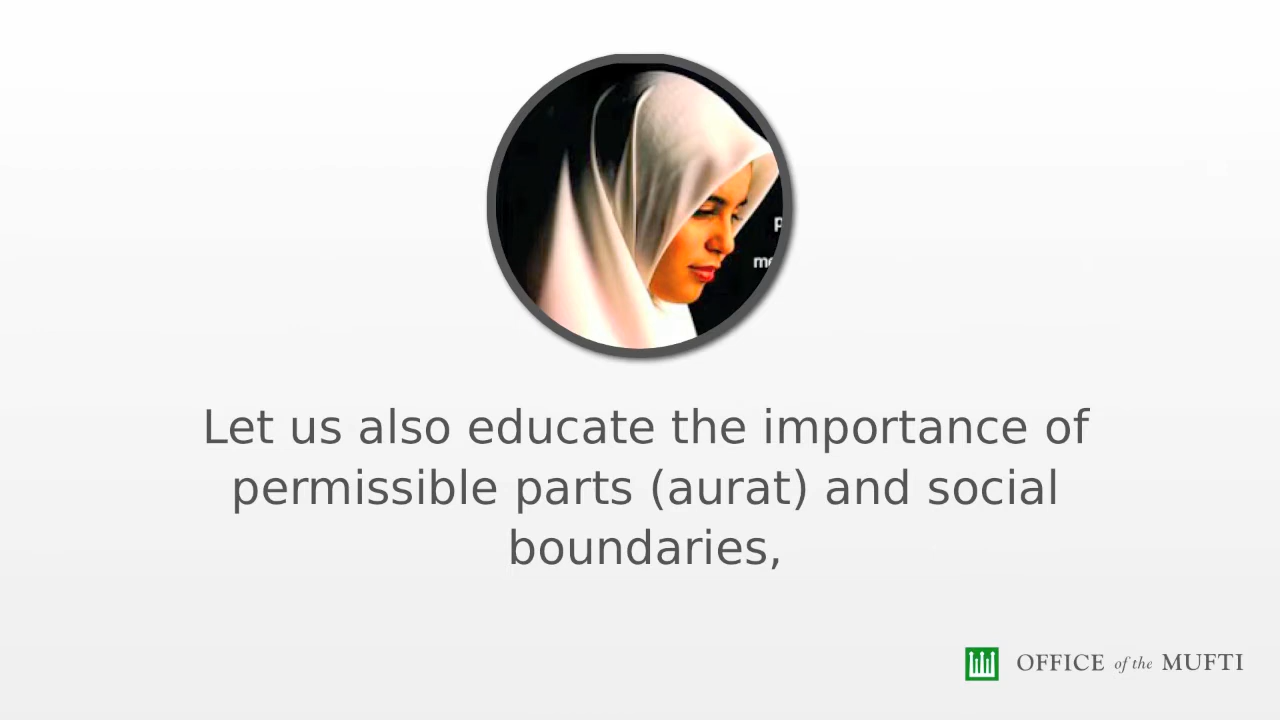 Let us also educate the importance of
permissible parts (aurat) and social
boundaries,
OFFICE of the MUFTI